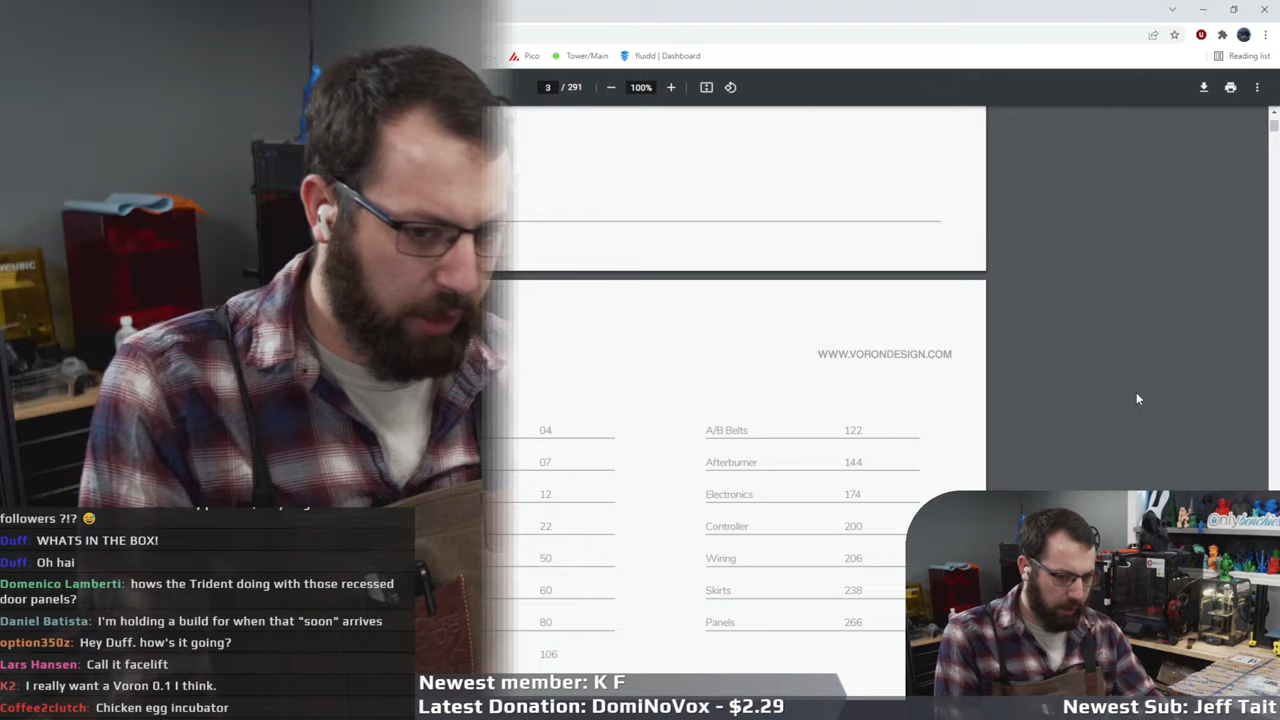 Pico
Tower/Main
fluidd | Dashboard
Reading list
3 / 291
100%
WWW.VORONDESIGN.COM
04
07
12
22
50
60
80
106
A/B Belts 122
Afterburner 144
Electronics 174
Controller 200
Wiring 206
Skirts 238
Panels 266
YCUBIC
@onlybenchies
followers ?!? 😅
Duff: WHATS IN THE BOX!
Duff: Oh hai
Domenico Lamberti: hows the Trident doing with those recessed
door panels?
Daniel Batista: I'm holding a build for when that "soon" arrives
option350z: Hey Duff. how's it going?
Lars Hansen: Call it facelift
K2: I really want a Voron 0.1 I think.
Coffee2clutch: Chicken egg incubator
Newest member: K F
Latest Donation: DomiNoVox - $2.29
Newest Sub: Jeff Tait